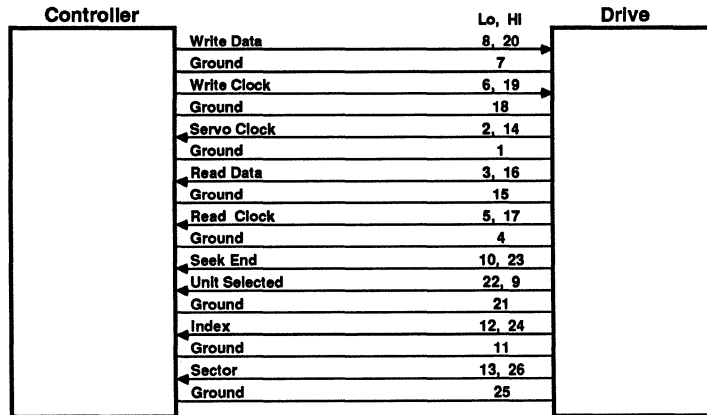 Controller Lo, Hi Drive
Write Data 8, 20
Ground 7
Write Clock 6, 19
Ground 18
Servo Clock 2, 14
Ground 1
Read Data 3, 16
Ground 15
Read Clock 5, 17
Ground 4
Seek End 10, 23
Unit Selected 22, 9
Ground 21
Index 12, 24
Ground 11
Sector 13, 26
Ground 25